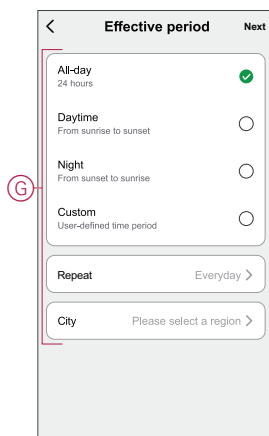 Effective period Next
All-day
24 hours
Daytime
From sunrise to sunset
Night
From sunset to sunrise
Custom
User-defined time period
G
Repeat Everyday
City Please select a region